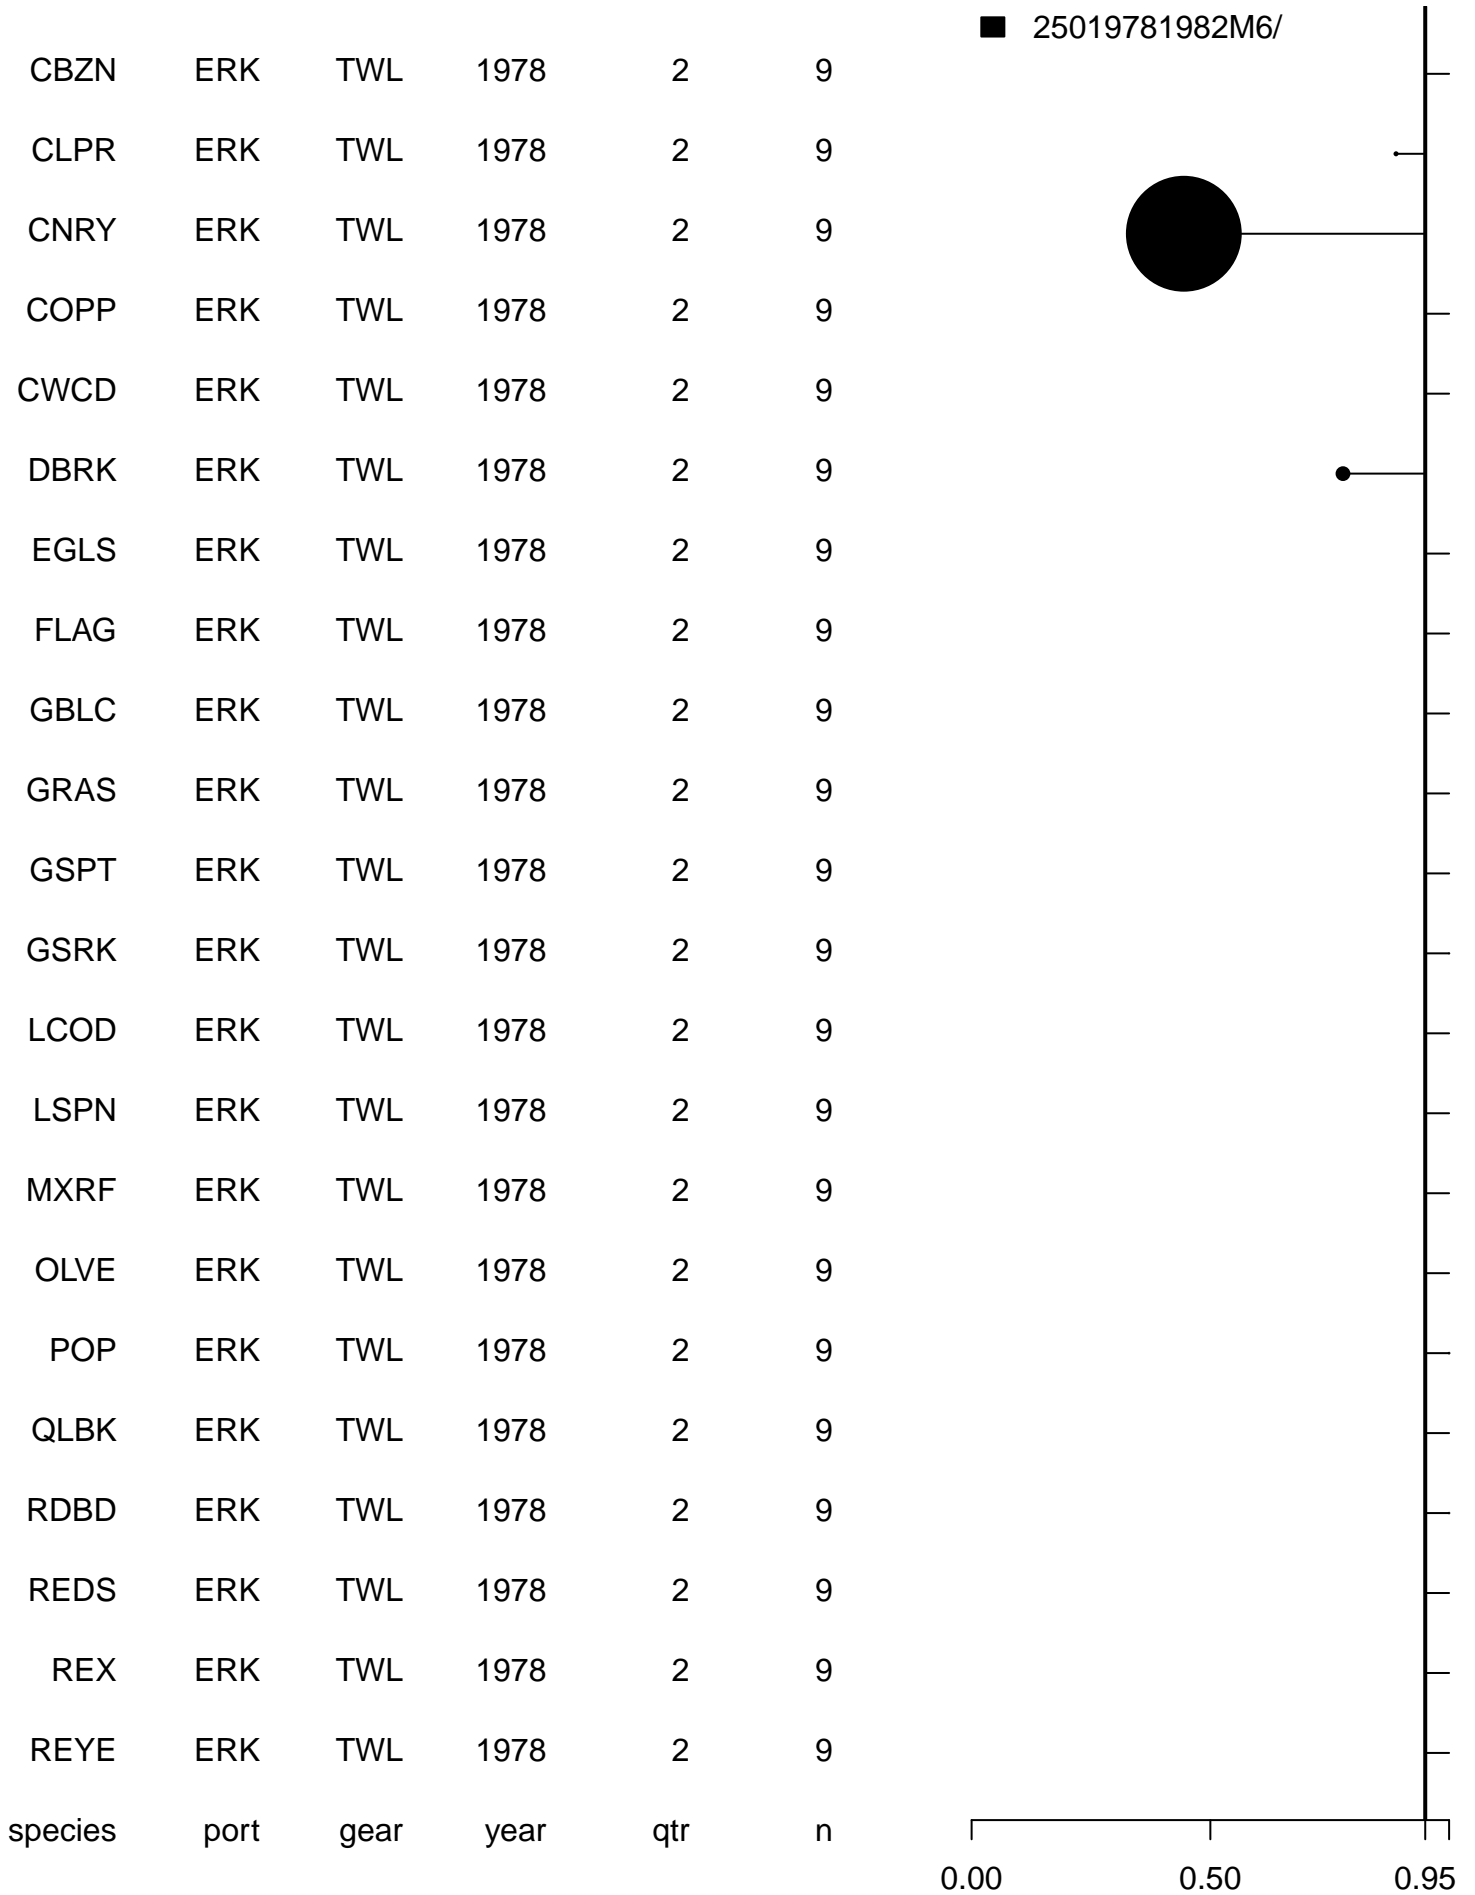 25019781982M6/
CBZN ERK TWL 1978 2 9
CLPR ERK TWL 1978 2 9
CNRY ERK TWL 1978 2 9
COPP ERK TWL 1978 2 9
CWCD ERK TWL 1978 2 9
DBRK ERK TWL 1978 2 9
EGLS ERK TWL 1978 2 9
FLAG ERK TWL 1978 2 9
GBLC ERK TWL 1978 2 9
GRAS ERK TWL 1978 2 9
GSPT ERK TWL 1978 2 9
GSRK ERK TWL 1978 2 9
LCOD ERK TWL 1978 2 9
LSPN ERK TWL 1978 2 9
MXRF ERK TWL 1978 2 9
OLVE ERK TWL 1978 2 9
POP ERK TWL 1978 2 9
QLBK ERK TWL 1978 2 9
RDBD ERK TWL 1978 2 9
REDS ERK TWL 1978 2 9
REX ERK TWL 1978 2 9
REYE ERK TWL 1978 2 9
species port gear year qtr n
0.00 0.50 0.95